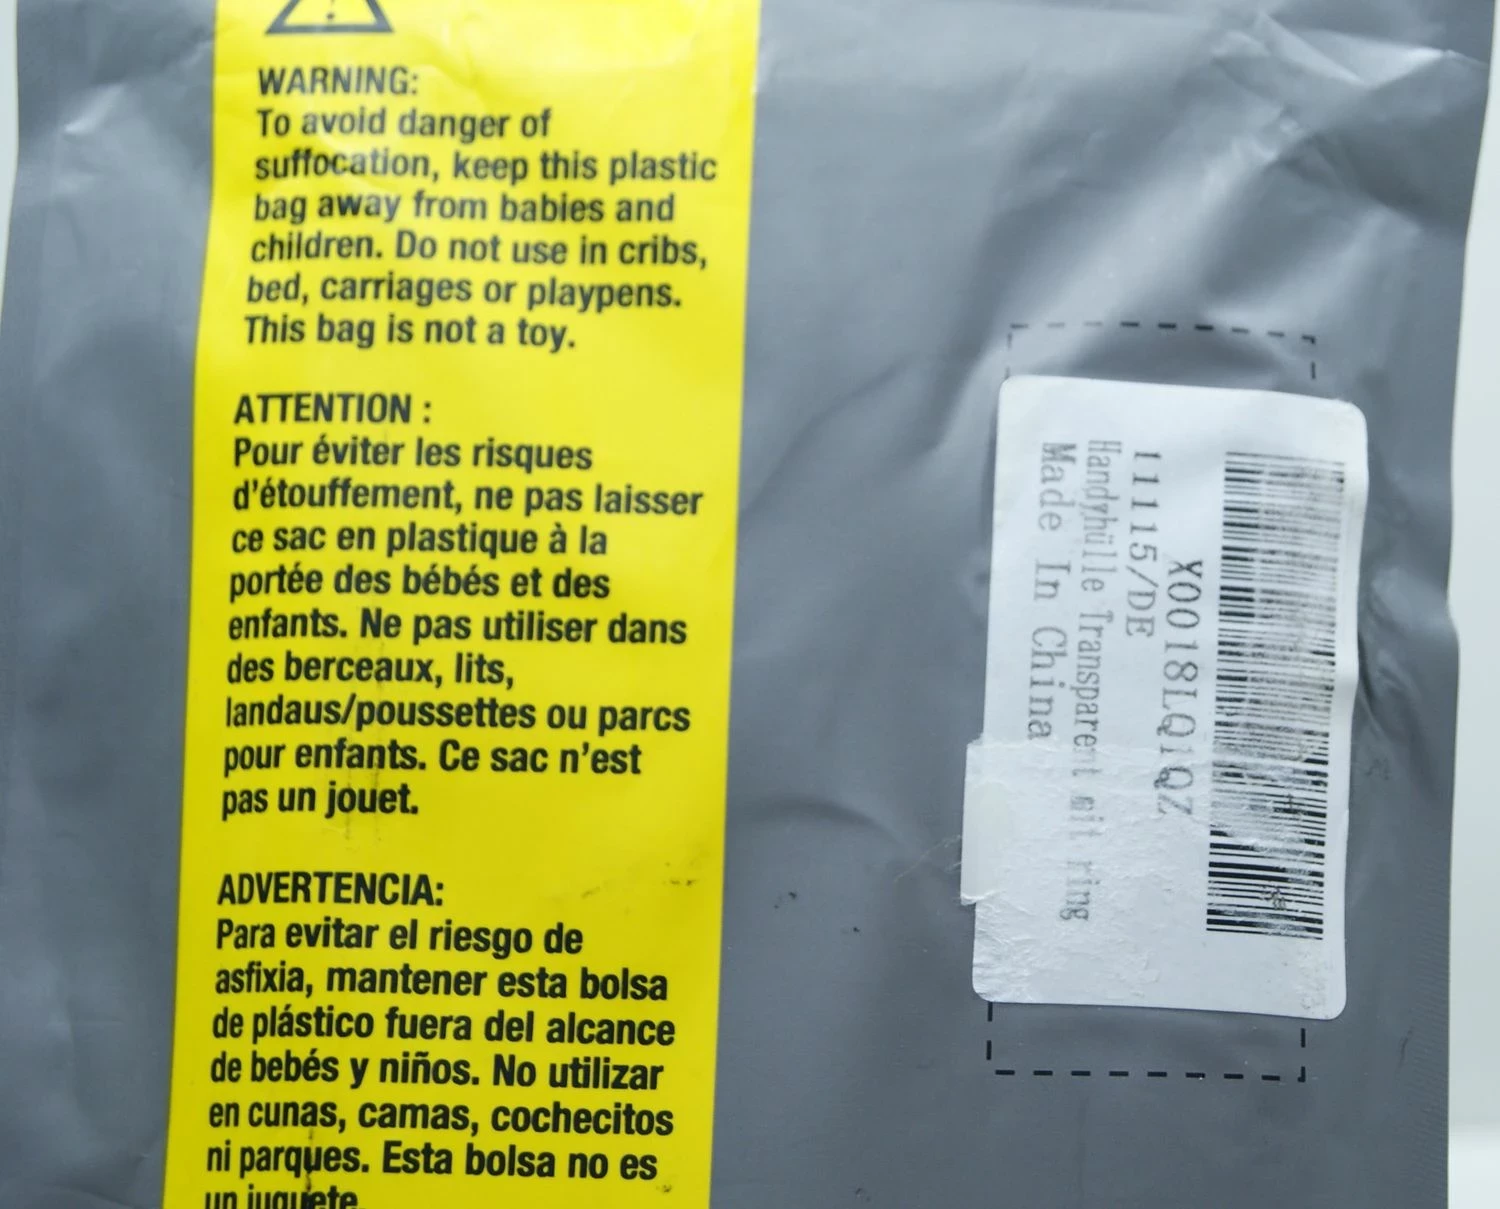 WARNING:
To avoid danger of
suffocation, keep this plastic
bag away from babies and
children. Do not use in cribs,
bed, carriages or playpens.
This bag is not a toy.
ATTENTION :
Pour éviter les risques
d'étouffement, ne pas laisser
ce sac en plastique à la
portée des bébés et des
enfants. Ne pas utiliser dans
des berceaux, lits,
landaus/poussettes ou parcs
pour enfants. Ce sac n'est
pas un jouet.
ADVERTENCIA:
Para evitar el riesgo de
asfixia, mantener esta bolsa
de plástico fuera del alcance
de bebés y niños. No utilizar
en cunas, camas, cochecitos
ni parques. Esta bolsa no es
un juguete.
X0018LQ1QZ
11115/DE
Handyhülle Transparent mit ring
Made In China